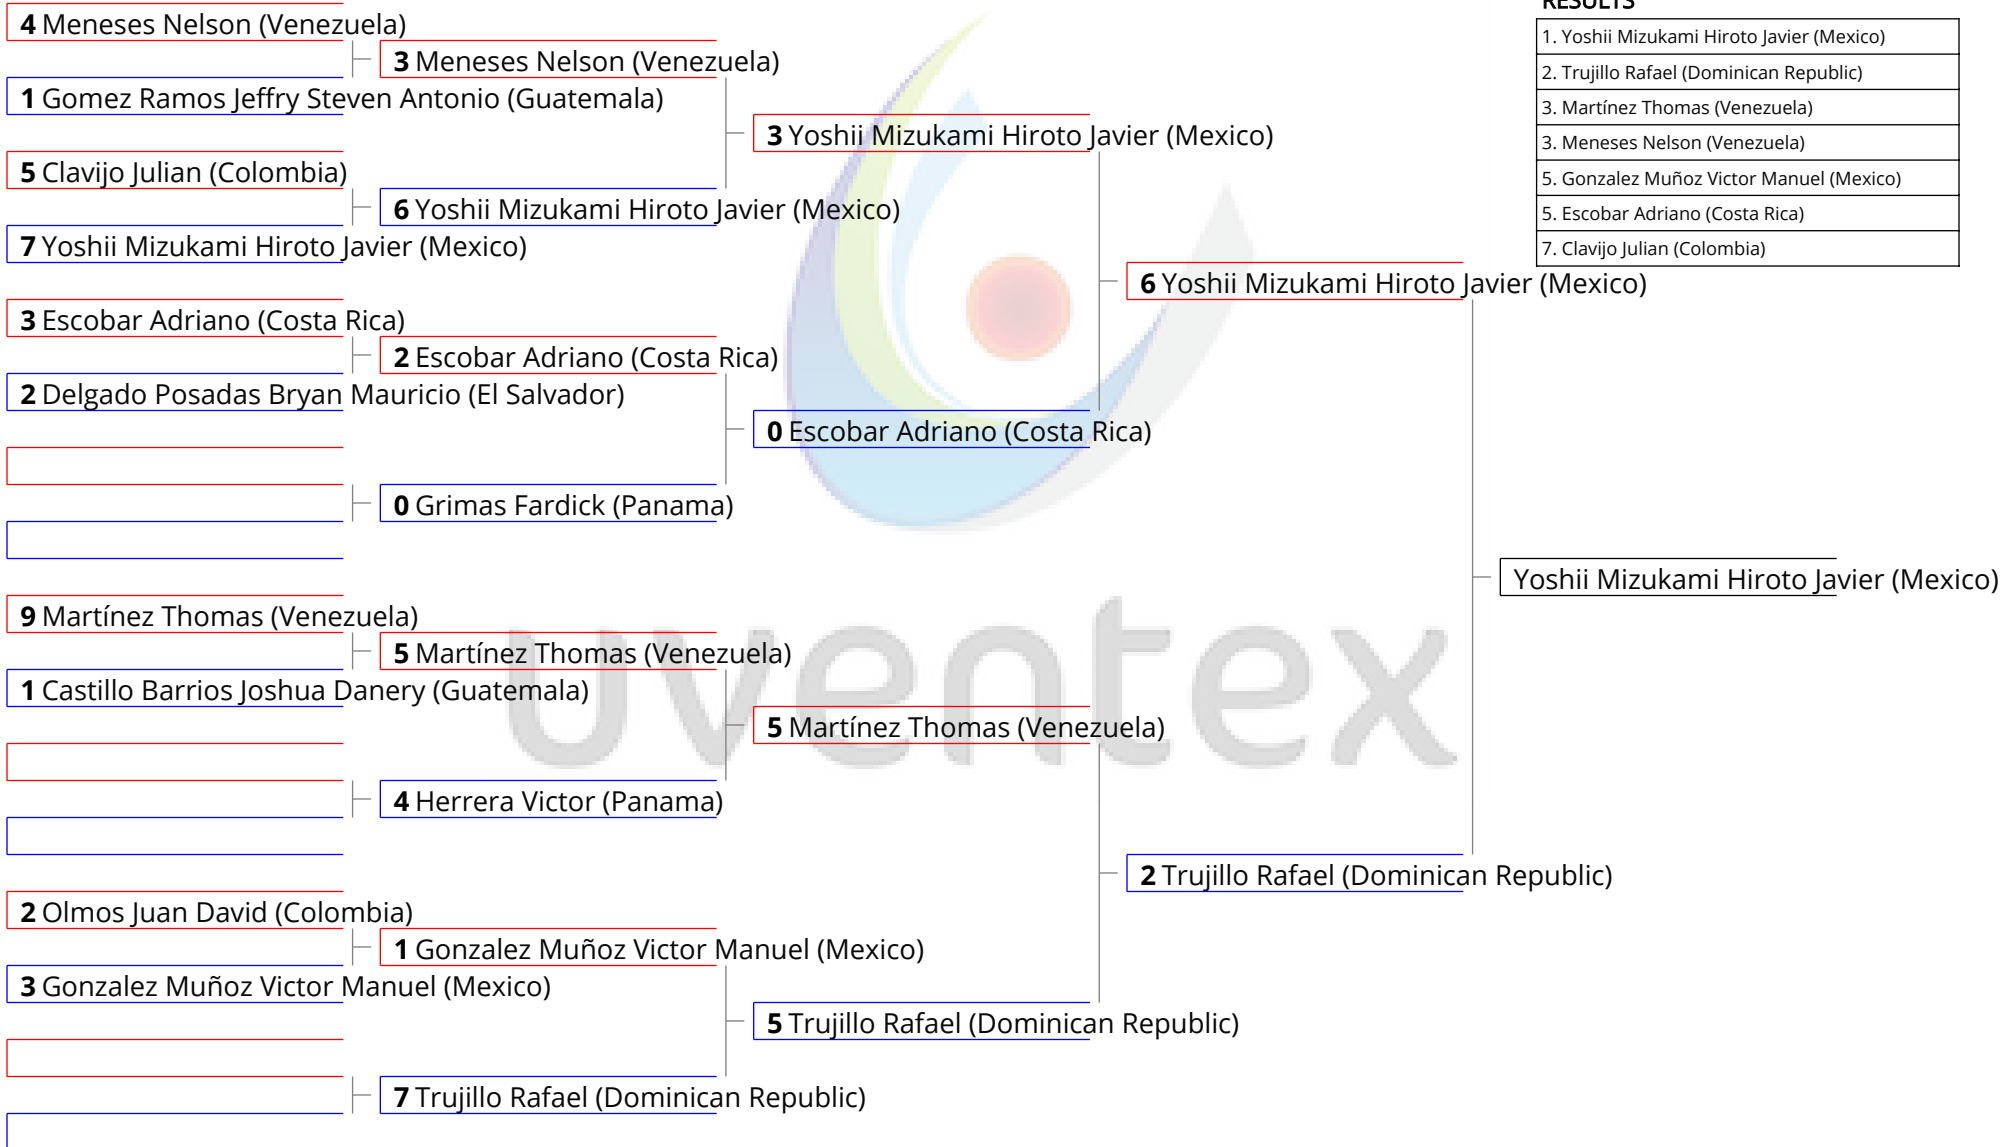 RESULTS
1. Yoshii Mizukami Hiroto Javier (Mexico)
2. Trujillo Rafael (Dominican Republic)
3. Martínez Thomas (Venezuela)
3. Meneses Nelson (Venezuela)
5. Gonzalez Muñoz Victor Manuel (Mexico)
5. Escobar Adriano (Costa Rica)
7. Clavijo Julian (Colombia)
4 Meneses Nelson (Venezuela)
1 Gomez Ramos Jeffry Steven Antonio (Guatemala)
5 Clavijo Julian (Colombia)
7 Yoshii Mizukami Hiroto Javier (Mexico)
3 Escobar Adriano (Costa Rica)
2 Delgado Posadas Bryan Mauricio (El Salvador)
9 Martínez Thomas (Venezuela)
1 Castillo Barrios Joshua Danery (Guatemala)
2 Olmos Juan David (Colombia)
3 Gonzalez Muñoz Victor Manuel (Mexico)
3 Meneses Nelson (Venezuela)
6 Yoshii Mizukami Hiroto Javier (Mexico)
2 Escobar Adriano (Costa Rica)
0 Grimas Fardick (Panama)
5 Martínez Thomas (Venezuela)
4 Herrera Victor (Panama)
1 Gonzalez Muñoz Victor Manuel (Mexico)
7 Trujillo Rafael (Dominican Republic)
3 Yoshii Mizukami Hiroto Javier (Mexico)
0 Escobar Adriano (Costa Rica)
5 Martínez Thomas (Venezuela)
5 Trujillo Rafael (Dominican Republic)
6 Yoshii Mizukami Hiroto Javier (Mexico)
2 Trujillo Rafael (Dominican Republic)
Yoshii Mizukami Hiroto Javier (Mexico)
uventex